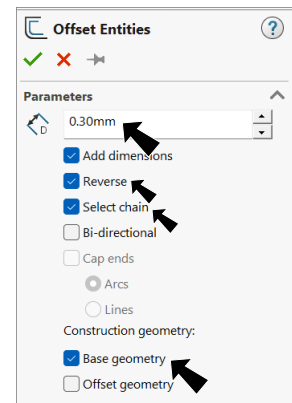 Offset Entities
?
Parameters
D
0.30mm
Add dimensions
Reverse
Select chain
Bi-directional
Cap ends
Arcs
Lines
Construction geometry:
Base geometry
Offset geometry